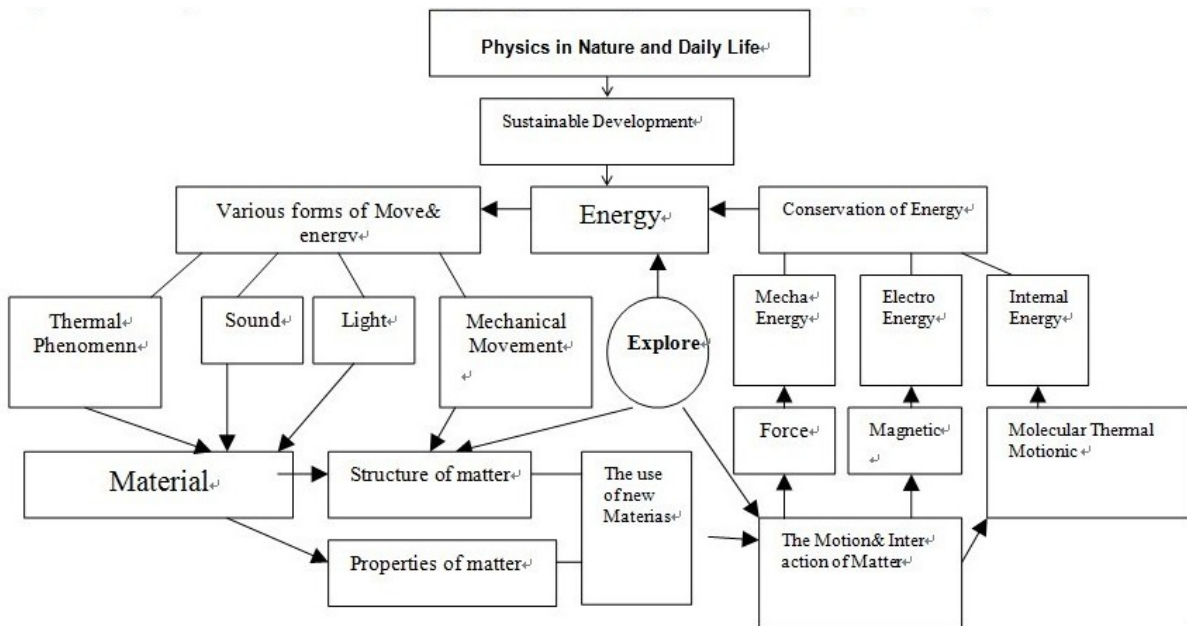 Physics in Nature and Daily Life↵
Sustainable Development↵
Various forms of Move&↵
energy↵
Energy↵
Conservation of Energy↵
Thermal↵
Phenomenn↵
Sound↵
Light↵
Mechanical
Movement↵
↵
Explore↵
Mecha↵
Energy↵
Electro↵
Energy↵
Internal↵
Energy↵
Force↵
Magnetic↵
↵
Molecular Thermal
Motionic↵
Material↵
Structure of matter↵
The use
of new
Materias↵
Properties of matter↵
The Motion& Inter↵
action of Matter↵